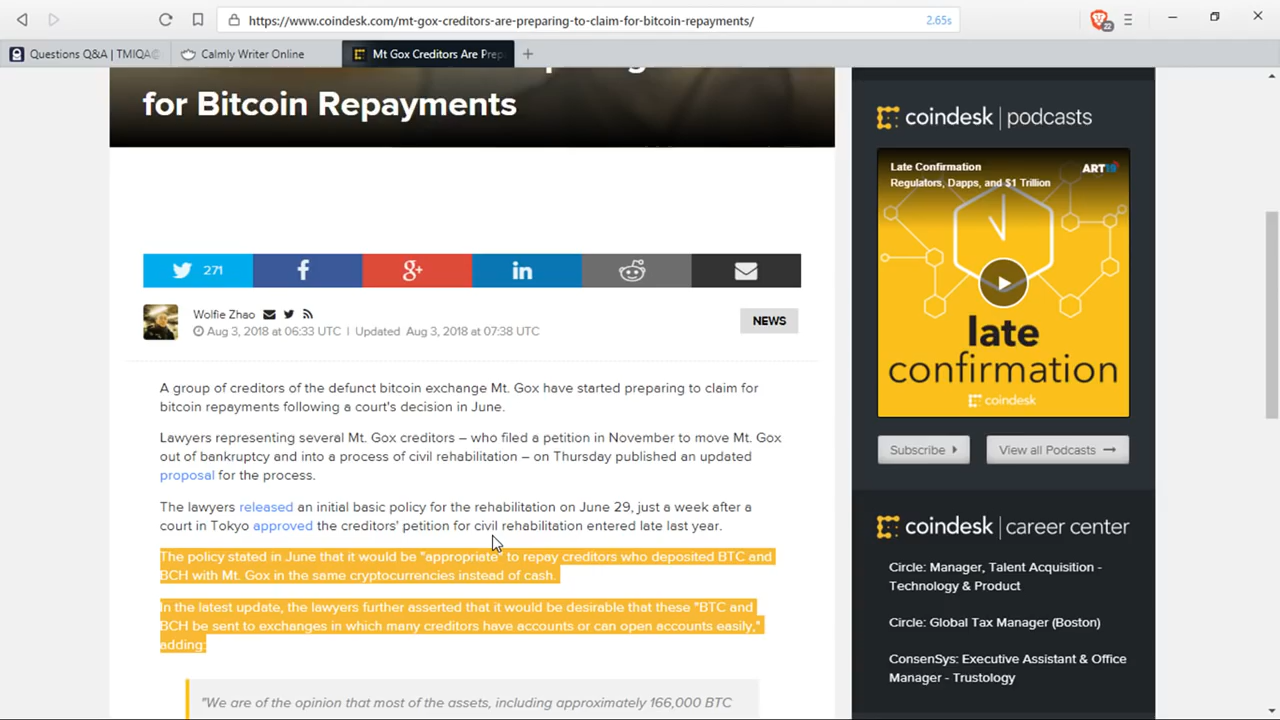 https://www.coindesk.com/mt-gox-creditors-are-preparing-to-claim-for-bitcoin-repayments/
2.65s
22
Questions Q&A | TMIQA
Calmly Writer Online
Mt Gox Creditors Are Prep
for Bitcoin Repayments
271
Wolfie Zhao
Aug 3, 2018 at 06:33 UTC | Updated Aug 3, 2018 at 07:38 UTC
NEWS
A group of creditors of the defunct bitcoin exchange Mt. Gox have started preparing to claim for
bitcoin repayments following a court's decision in June.
Lawyers representing several Mt. Gox creditors – who filed a petition in November to move Mt. Gox
out of bankruptcy and into a process of civil rehabilitation – on Thursday published an updated
proposal for the process.
The lawyers released an initial basic policy for the rehabilitation on June 29, just a week after a
court in Tokyo approved the creditors' petition for civil rehabilitation entered late last year.
The policy stated in June that it would be "appropriate" to repay creditors who deposited BTC and
BCH with Mt. Gox in the same cryptocurrencies instead of cash.
In the latest update, the lawyers further asserted that it would be desirable that these "BTC and
BCH be sent to exchanges in which many creditors have accounts or can open accounts easily,"
adding:
"We are of the opinion that most of the assets, including approximately 166,000 BTC
coindesk | podcasts
Late Confirmation
Regulators, Dapps, and $1 Trillion
ART19
late
confirmation
coindesk
Subscribe
View all Podcasts
coindesk | career center
Circle: Manager, Talent Acquisition -
Technology & Product
Circle: Global Tax Manager (Boston)
ConsenSys: Executive Assistant & Office
Manager - Trustology